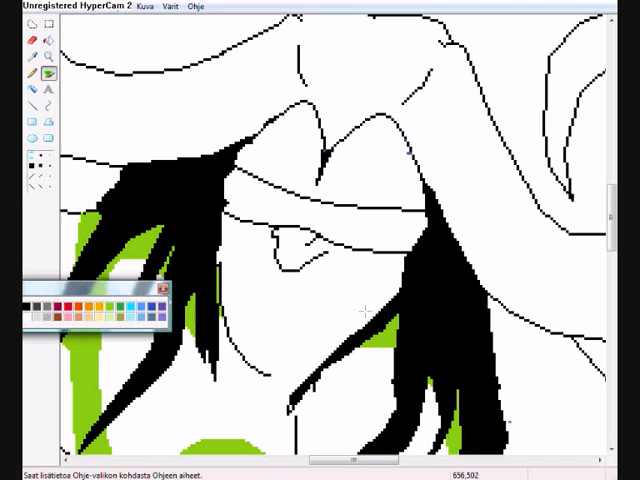 Unregistered HyperCam 2 Kuva Värit Ohje
A
Saat lisätietoa Ohje-valikon kohdasta Ohjeen aiheet. 656,502